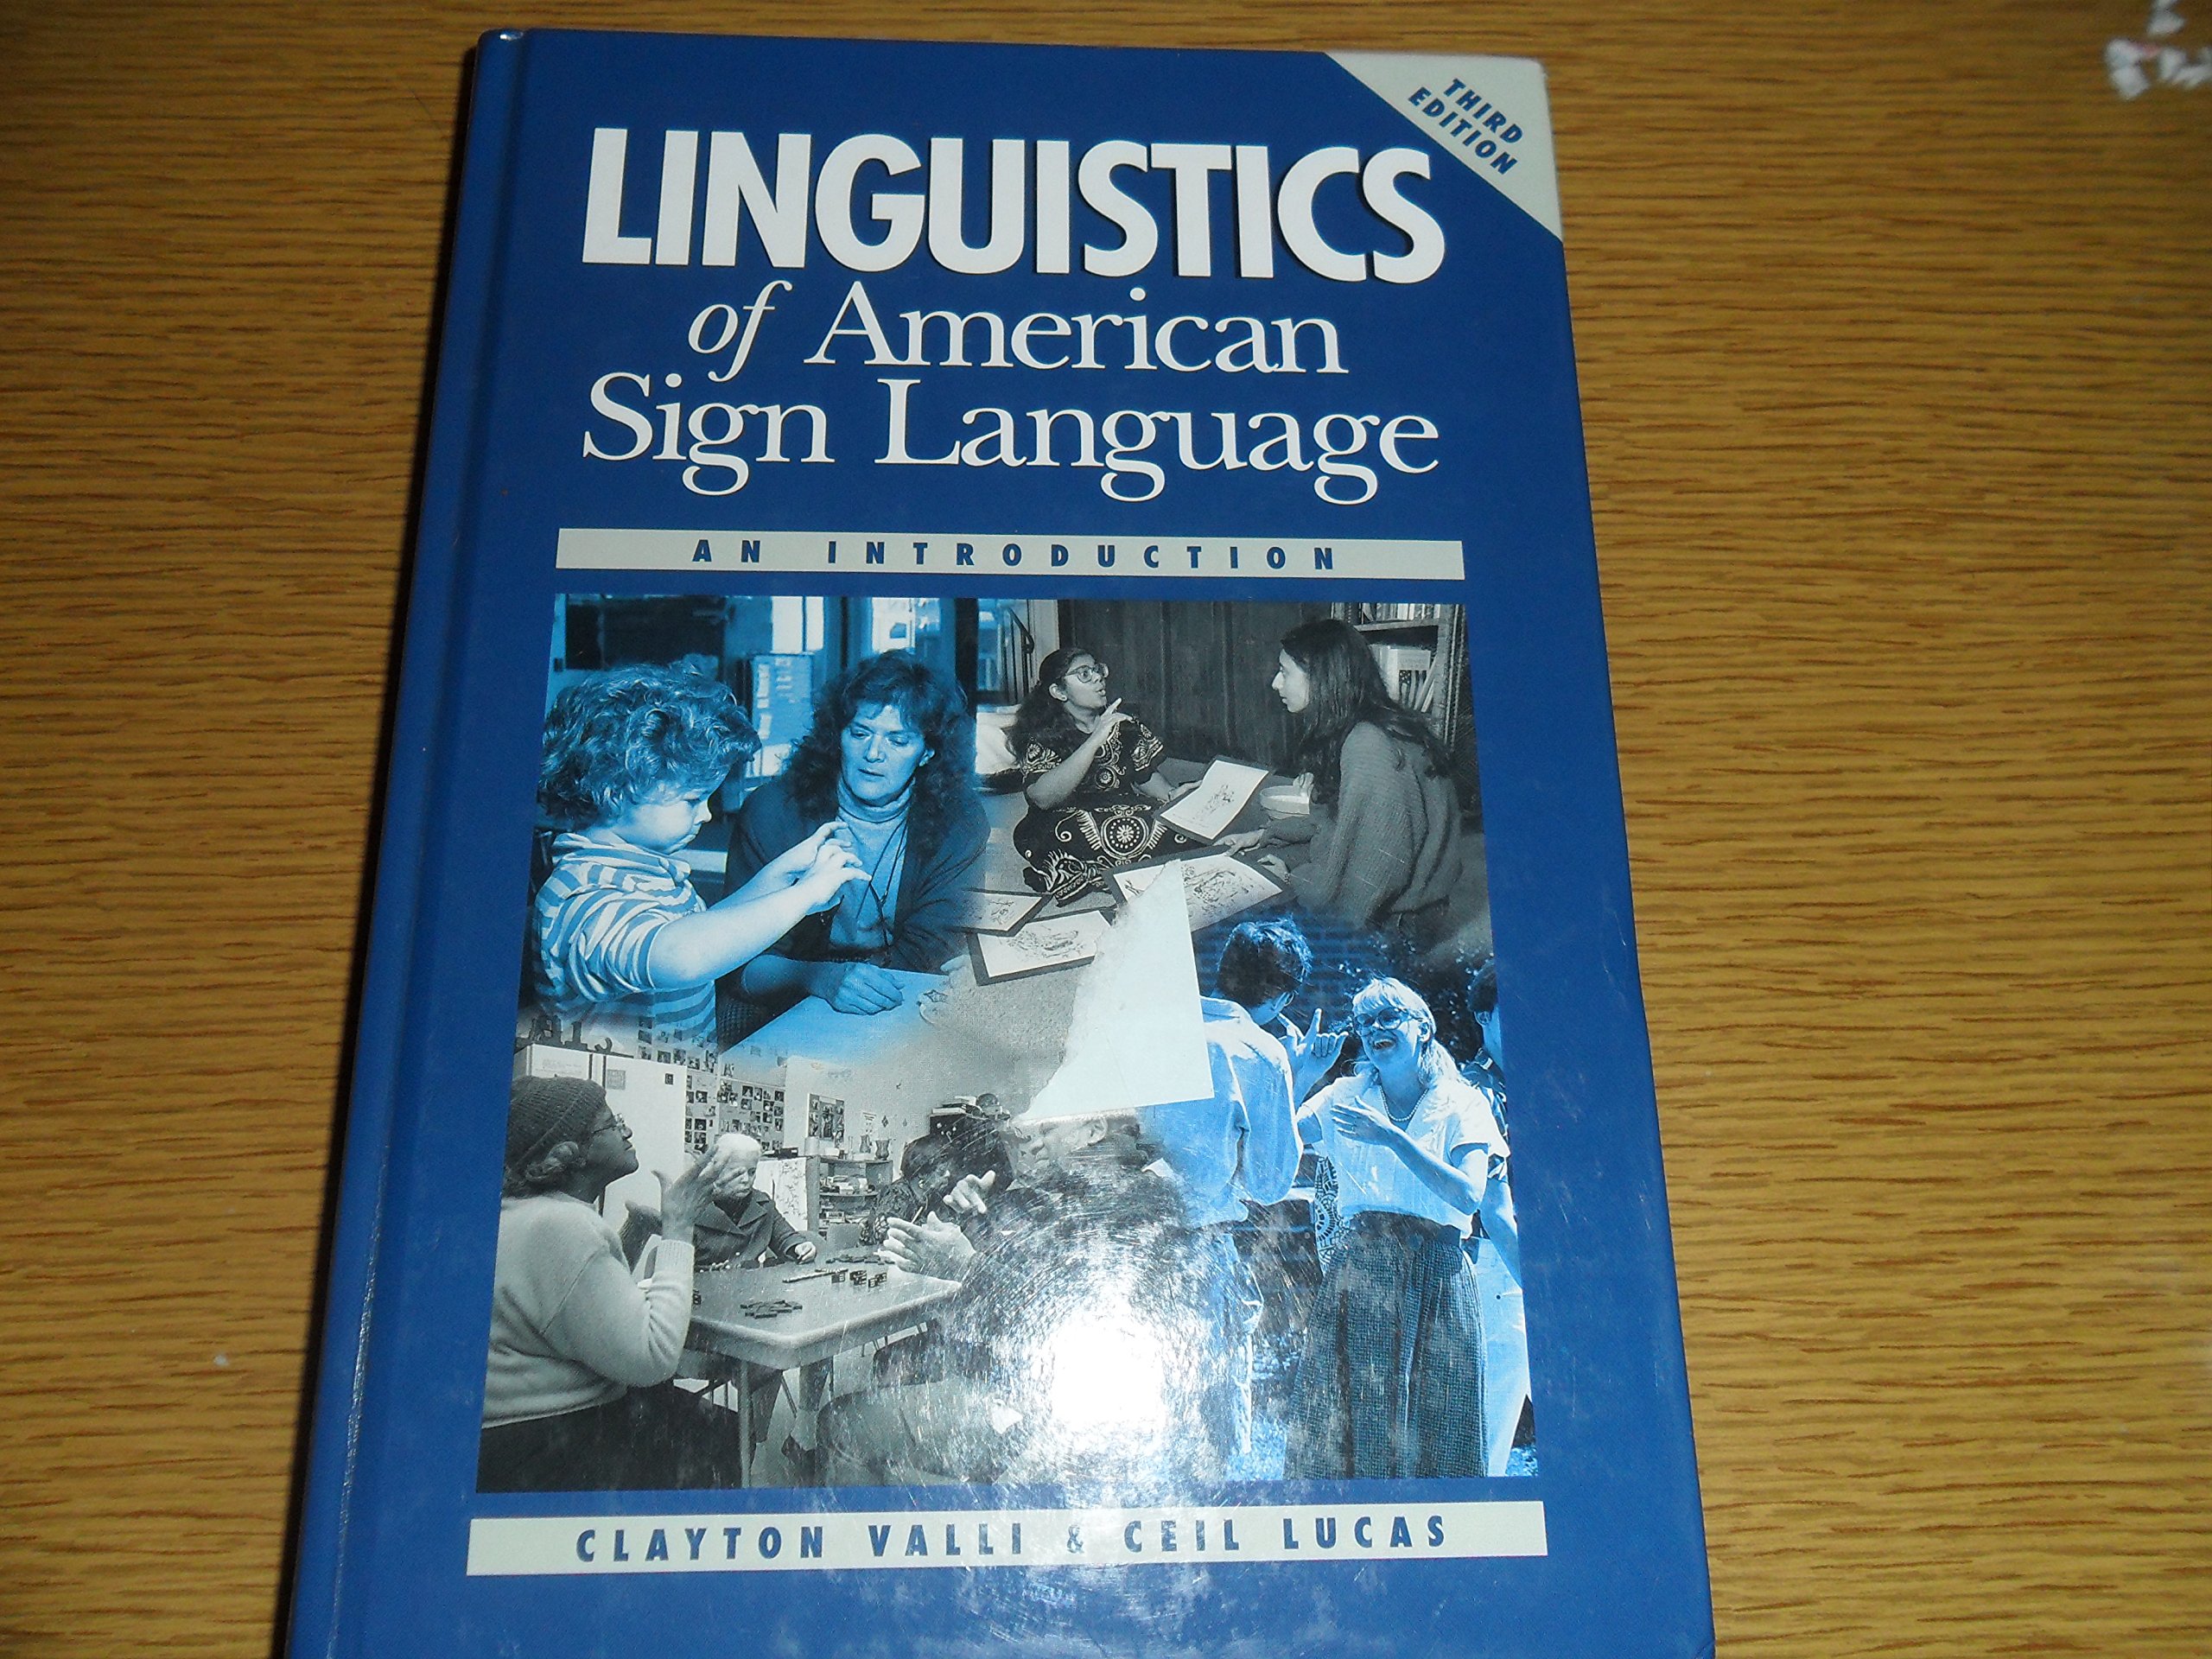 THIRD
EDITION
LINGUISTICS
of American
Sign Language
AN INTRODUCTION
CLAYTON VALLI & CEIL LUCAS